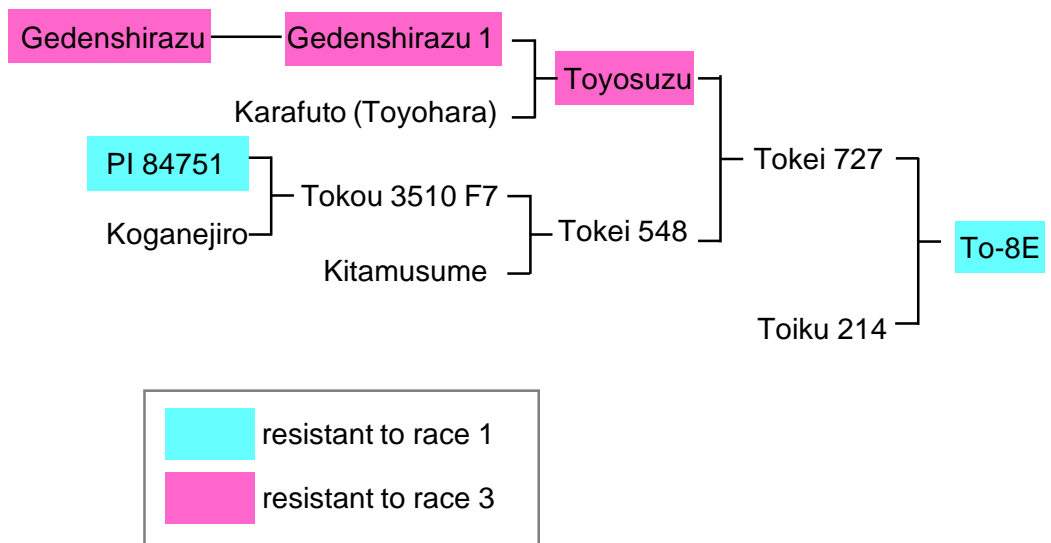 Gedenshirazu
Gedenshirazu 1
Toyosuzu
Karafuto (Toyohara)
PI 84751
Tokei 727
Tokou 3510 F7
Koganejiro
Tokei 548
To-8E
Kitamusume
Toiku 214
resistant to race 1
resistant to race 3